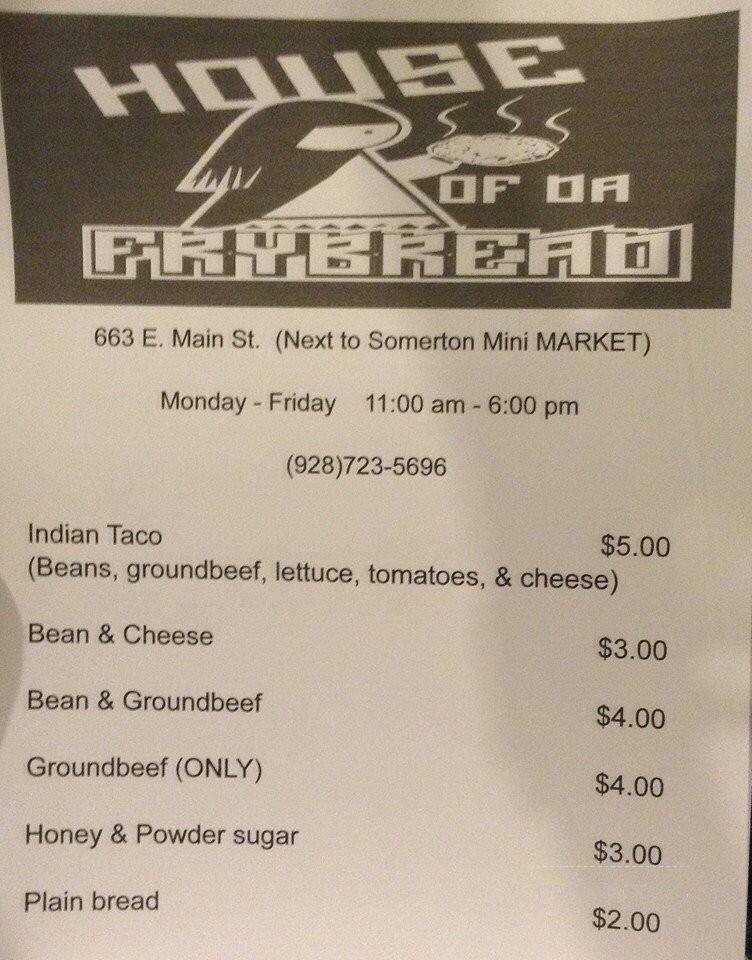 HOUSE
OF DA
FRYBREAD
663 E. Main St. (Next to Somerton Mini MARKET)
Monday - Friday 11:00 am - 6:00 pm
(928)723-5696
Indian Taco $5.00
(Beans, groundbeef, lettuce, tomatoes, & cheese)
Bean & Cheese $3.00
Bean & Groundbeef $4.00
Groundbeef (ONLY) $4.00
Honey & Powder sugar $3.00
Plain bread $2.00